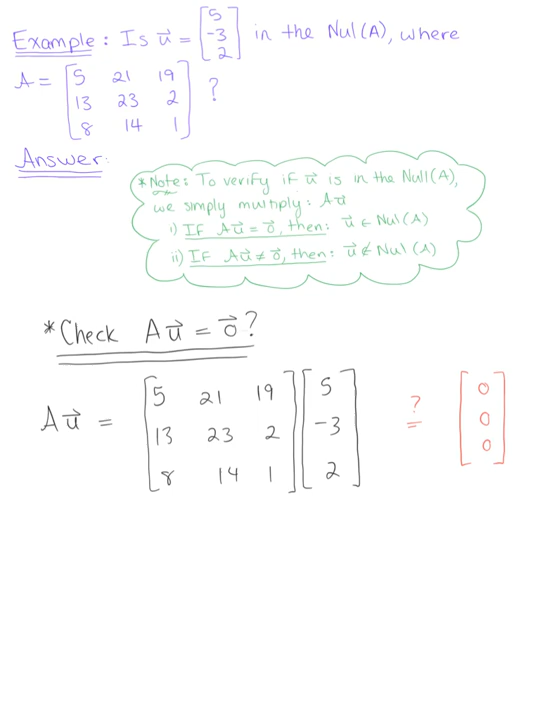 Example: Is u⃗ = [5 -3 2] in the Nul(A), where
A = [5 21 19
13 23 2
8 14 1] ?
Answer:
*Note: To verify if u⃗ is in the Null(A),
we simply multiply: Au⃗
i) IF Au⃗ = 0⃗, then: u⃗ ∈ Nul(A)
ii) IF Au⃗ ≠ 0⃗, then: u⃗ ∉ Nul(A)
*Check Au⃗ = 0⃗?
Au⃗ = [5 21 19 ] [5 ] ?= [0
13 23 2 -3 0
8 14 1] 2] 0]